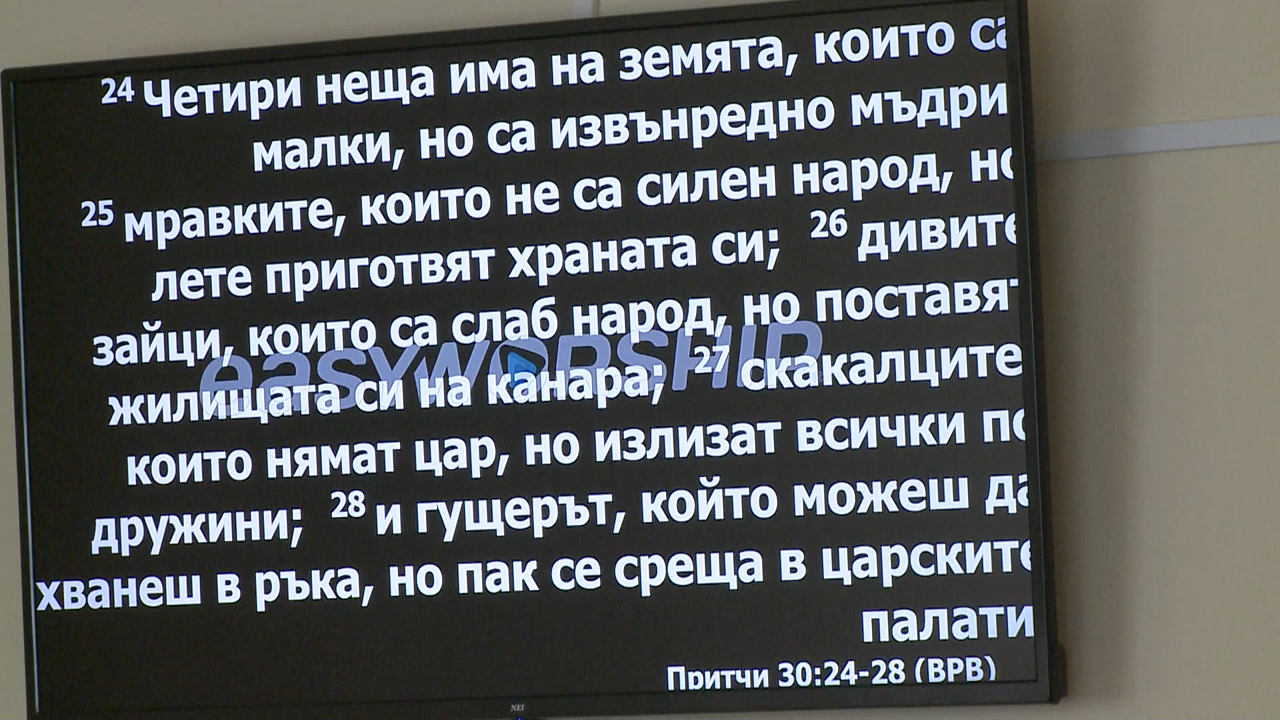 24 Четири неща има на земята, които са
малки, но са извънредно мъдри
25 мравките, които не са силен народ, но
лете приготвят храната си; 26 дивите
зайци, които са слаб народ, но поставят
easyworship
жилищата си на канара; 27 скакалците
които нямат цар, но излизат всички по
дружини; 28 и гущерът, който можеш да
хванеш в ръка, но пак се среща в царските
палати
Притчи 30:24-28 (ВРВ)
NEI